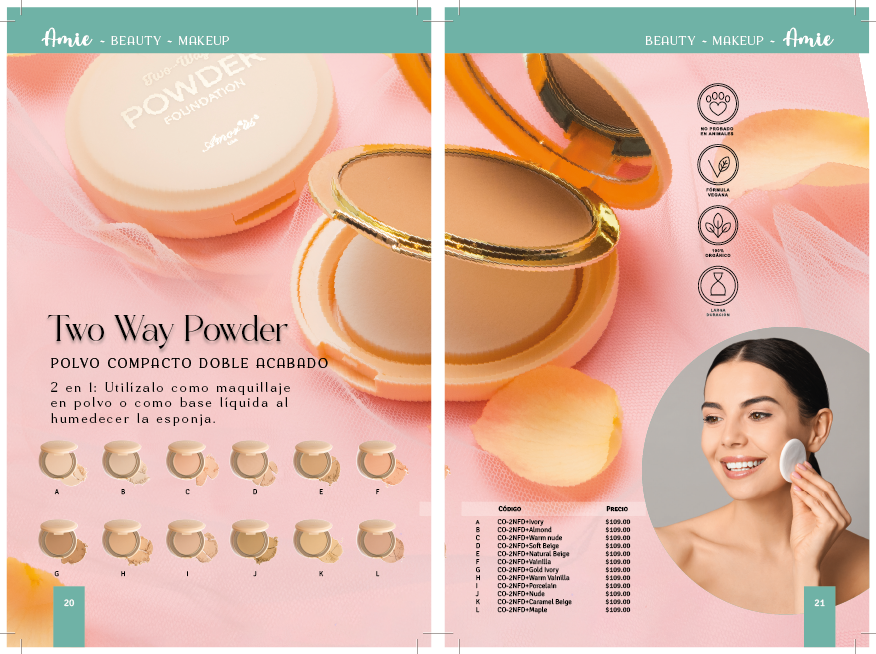 Amie ~ BEAUTY ~ MAKEUP
Two-Way
POWDER
FOUNDATION
Amor Us
Two Way Powder
POLVO COMPACTO DOBLE ACABADO
2 en 1: Utilízalo como maquillaje
en polvo o como base líquida al
humedecer la esponja.
A B C D E F
G H I J K L
20
BEAUTY ~ MAKEUP ~ Amie
NO PROBADO
EN ANIMALES
FÓRMULA
VEGANA
100%
ORGÁNICO
LARGA
DURACIÓN
CÓDIGO PRECIO
A CO-2NFD+Ivory $109.00
B CO-2NFD+Almond $109.00
C CO-2NFD+Warm nude $109.00
D CO-2NFD+Soft Beige $109.00
E CO-2NFD+Natural Beige $109.00
F CO-2NFD+Vainilla $109.00
G CO-2NFD+Gold Ivory $109.00
H CO-2NFD+Warm Vainilla $109.00
I CO-2NFD+Porcelain $109.00
J CO-2NFD+Nude $109.00
K CO-2NFD+Caramel Beige $109.00
L CO-2NFD+Maple $109.00
21